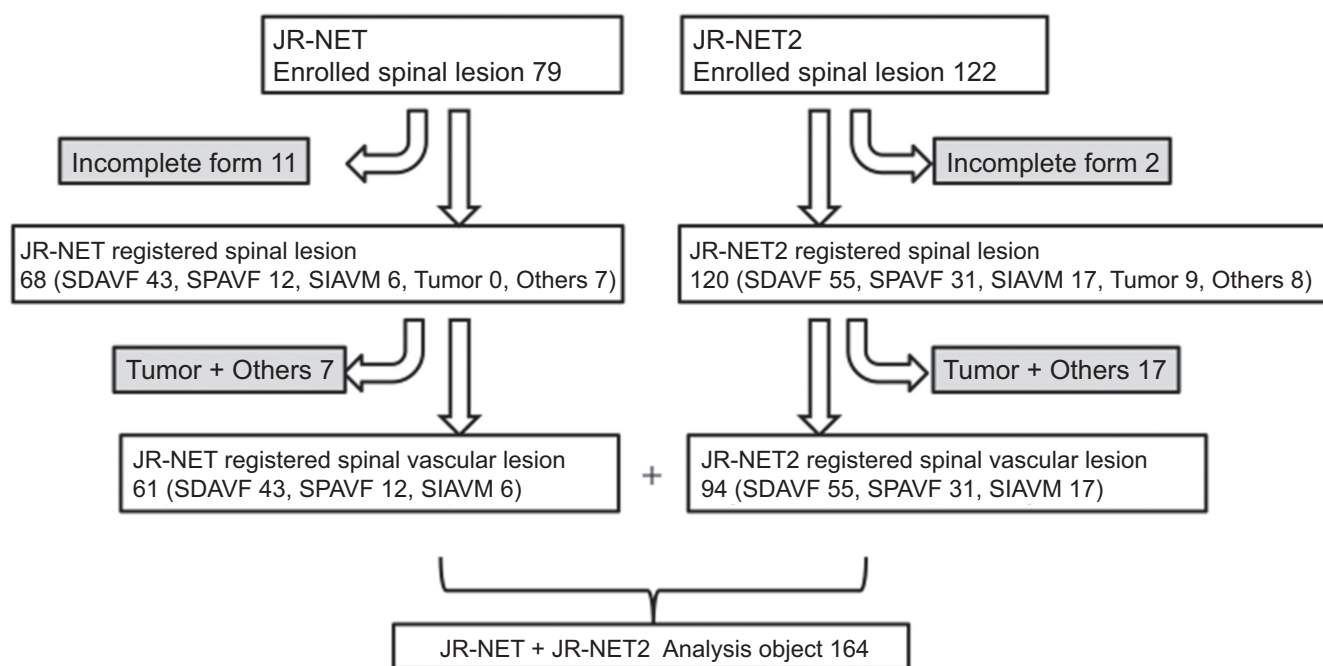 JR-NET
Enrolled spinal lesion 79
JR-NET2
Enrolled spinal lesion 122
Incomplete form 11
Incomplete form 2
JR-NET registered spinal lesion
68 (SDAVF 43, SPAVF 12, SIAVM 6, Tumor 0, Others 7)
JR-NET2 registered spinal lesion
120 (SDAVF 55, SPAVF 31, SIAVM 17, Tumor 9, Others 8)
Tumor + Others 7
Tumor + Others 17
JR-NET registered spinal vascular lesion
61 (SDAVF 43, SPAVF 12, SIAVM 6)
+
JR-NET2 registered spinal vascular lesion
94 (SDAVF 55, SPAVF 31, SIAVM 17)
JR-NET + JR-NET2 Analysis object 164